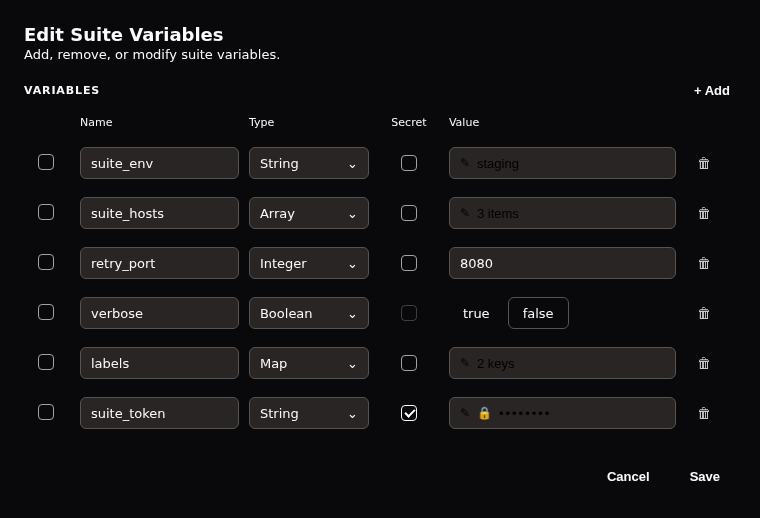 Edit Suite Variables
Add, remove, or modify suite variables.
VARIABLES + Add
Name Type Secret Value
suite_env String staging
suite_hosts Array 3 items
retry_port Integer 8080
verbose Boolean true false
labels Map 2 keys
suite_token String ••••••••
Cancel Save